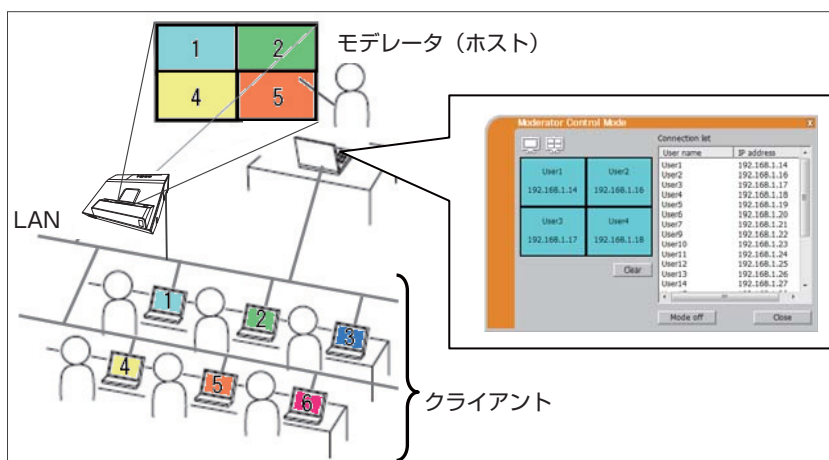 1
2
4
5
モデレータ（ホスト）
Moderator Control Mode
X
Connection list
User name IP address
User1 192.168.1.14
User2 192.168.1.16
User3 192.168.1.17
User4 192.168.1.18
User5 192.168.1.19
User6 192.168.1.20
User7 192.168.1.21
User9 192.168.1.22
User10 192.168.1.23
User11 192.168.1.24
User12 192.168.1.25
User13 192.168.1.26
User14 192.168.1.27
User1 User2
192.168.1.14 192.168.1.16
User3 User4
192.168.1.17 192.168.1.18
Clear
Mode off Close
LAN
1
2
3
4
5
6
クライアント